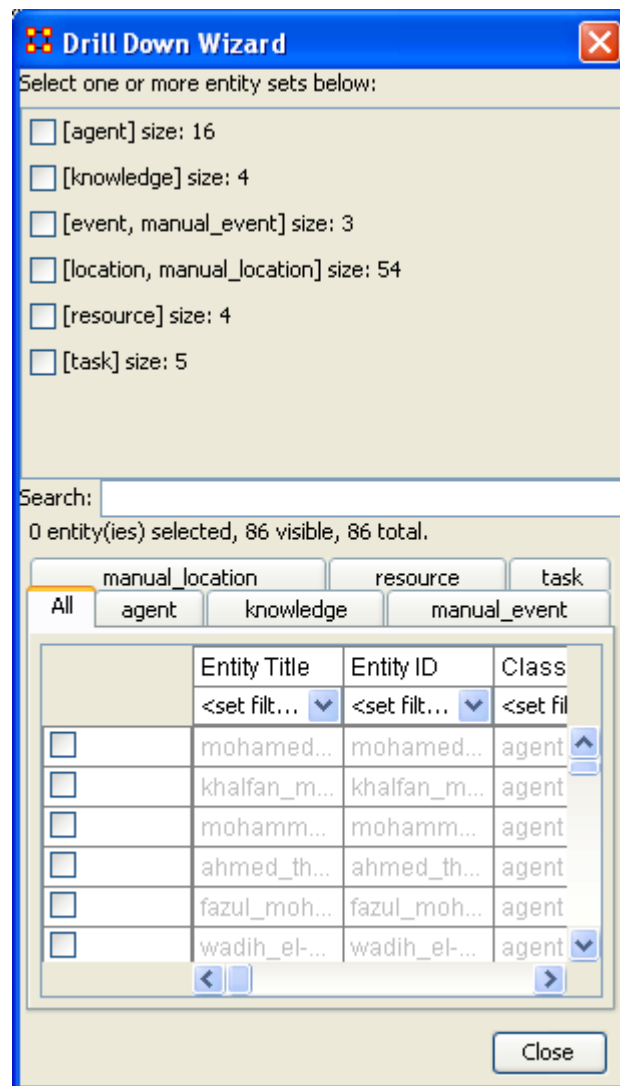 Drill Down Wizard
Select one or more entity sets below:
[agent] size: 16
[knowledge] size: 4
[event, manual_event] size: 3
[location, manual_location] size: 54
[resource] size: 4
[task] size: 5
Search:
0 entity(ies) selected, 86 visible, 86 total.
manual_location resource task
All agent knowledge manual_event
Entity Title Entity ID Class
<set filt... <set filt... <set fil
mohamed... mohamed... agent
khalfan_m... khalfan_m... agent
mohamm... mohamm... agent
ahmed_th... ahmed_th... agent
fazul_moh... fazul_moh... agent
wadih_el-... wadih_el-... agent
Close